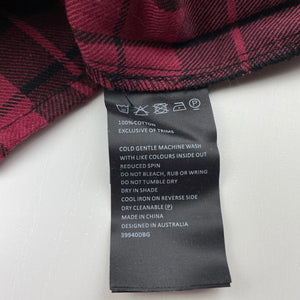 100% COTTON
EXCLUSIVE OF TRIMS
COLD GENTLE MACHINE WASH
WITH LIKE COLOURS INSIDE OUT
REDUCED SPIN
DO NOT BLEACH, RUB OR WRING
DO NOT TUMBLE DRY
DRY IN SHADE
COOL IRON ON REVERSE SIDE
DRY CLEANABLE (P)
MADE IN CHINA
DESIGNED IN AUSTRALIA
39940DBG